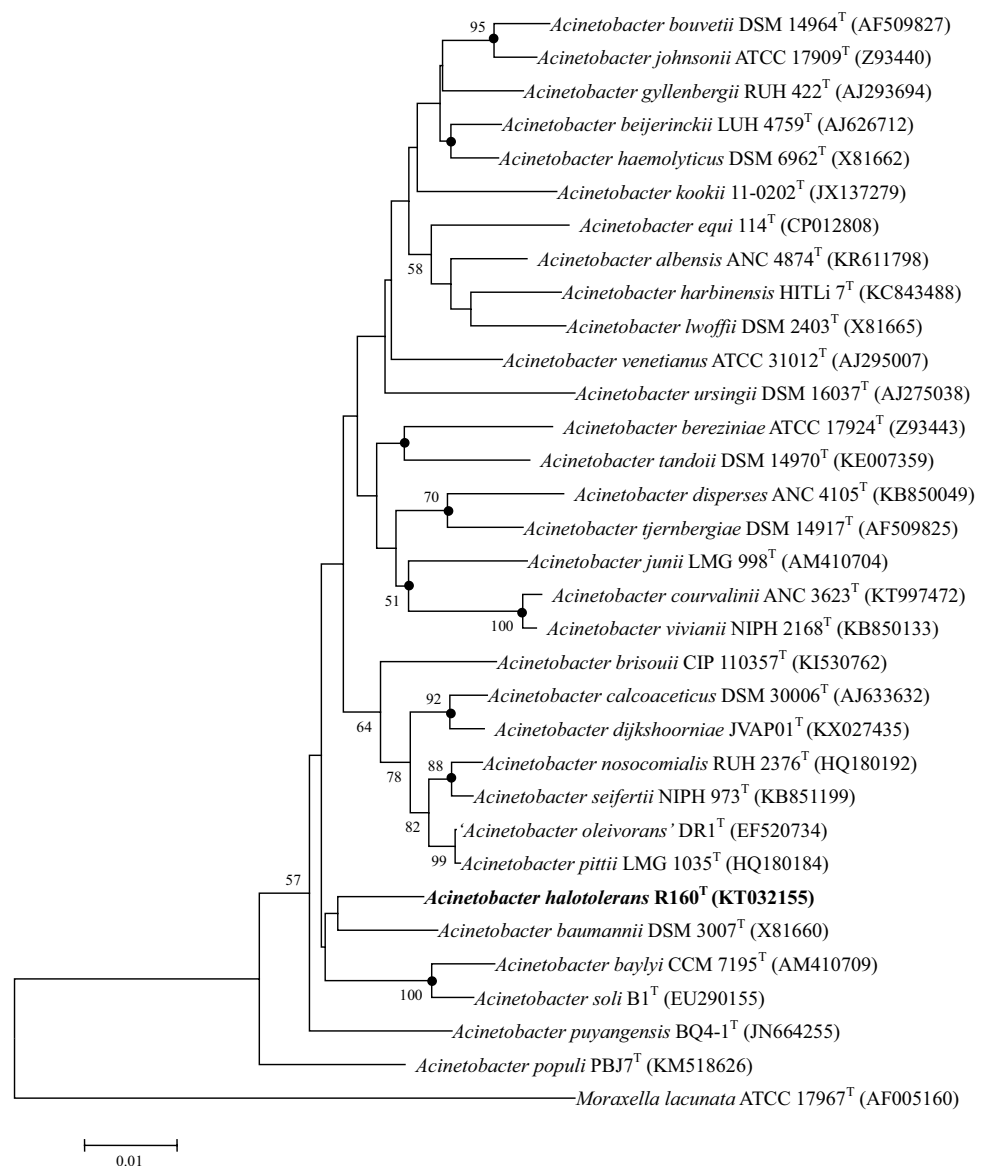 95
Acinetobacter bouvetii DSM 14964T (AF509827)
Acinetobacter johnsonii ATCC 17909T (Z93440)
Acinetobacter gyllenbergii RUH 422T (AJ293694)
Acinetobacter beijerinckii LUH 4759T (AJ626712)
Acinetobacter haemolyticus DSM 6962T (X81662)
Acinetobacter kookii 11-0202T (JX137279)
Acinetobacter equi 114T (CP012808)
58
Acinetobacter albensis ANC 4874T (KR611798)
Acinetobacter harbinensis HITLi 7T (KC843488)
Acinetobacter lwoffii DSM 2403T (X81665)
Acinetobacter venetianus ATCC 31012T (AJ295007)
Acinetobacter ursingii DSM 16037T (AJ275038)
Acinetobacter bereziniae ATCC 17924T (Z93443)
Acinetobacter tandoii DSM 14970T (KE007359)
70
Acinetobacter disperses ANC 4105T (KB850049)
Acinetobacter tjernbergiae DSM 14917T (AF509825)
Acinetobacter junii LMG 998T (AM410704)
51
Acinetobacter courvalinii ANC 3623T (KT997472)
100
Acinetobacter vivianii NIPH 2168T (KB850133)
Acinetobacter brisouii CIP 110357T (KI530762)
92
Acinetobacter calcoaceticus DSM 30006T (AJ633632)
64
Acinetobacter dijkshoorniae JVAP01T (KX027435)
88
Acinetobacter nosocomialis RUH 2376T (HQ180192)
78
Acinetobacter seifertii NIPH 973T (KB851199)
82
'Acinetobacter oleivorans' DR1T (EF520734)
99
Acinetobacter pittii LMG 1035T (HQ180184)
57
Acinetobacter halotolerans R160T (KT032155)
Acinetobacter baumannii DSM 3007T (X81660)
Acinetobacter baylyi CCM 7195T (AM410709)
100
Acinetobacter soli B1T (EU290155)
Acinetobacter puyangensis BQ4-1T (JN664255)
Acinetobacter populi PBJ7T (KM518626)
Moraxella lacunata ATCC 17967T (AF005160)
0.01